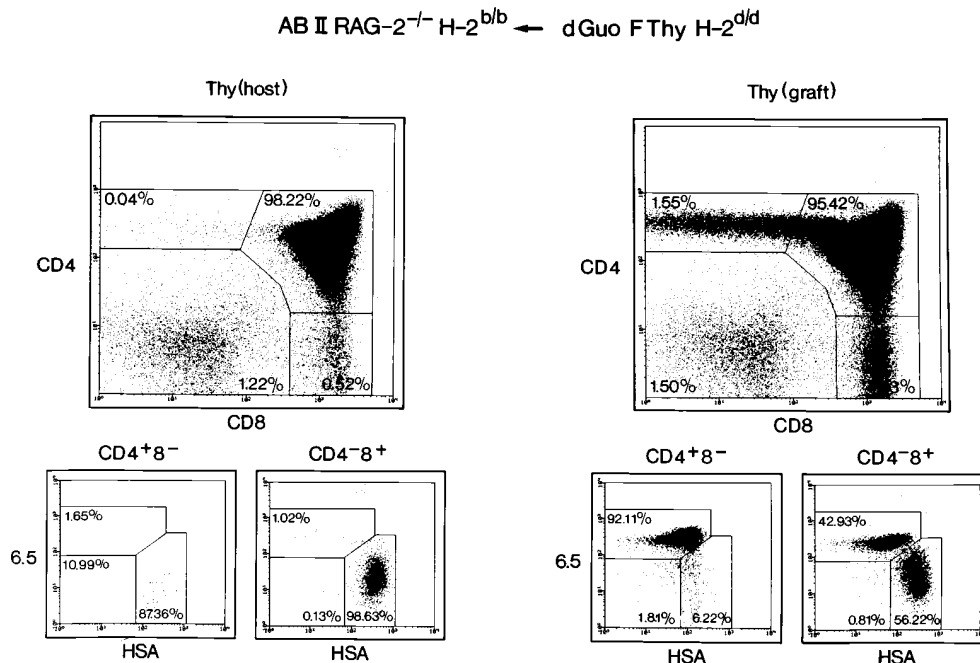 AB II RAG-2⁻/⁻ H-2ᵇ/ᵇ ← dGuo FThy H-2ᵈ/ᵈ
Thy (host)
Thy (graft)
0.04%
98.22%
1.22%
0.52%
CD4
CD8
1.55%
95.42%
1.50%
CD4
CD8
CD4⁺8⁻
CD4⁻8⁺
CD4⁺8⁻
CD4⁻8⁺
1.65%
10.99%
87.36%
6.5
HSA
1.02%
0.13%
98.63%
HSA
92.11%
1.81%
6.22%
6.5
HSA
42.93%
0.81%
56.22%
HSA